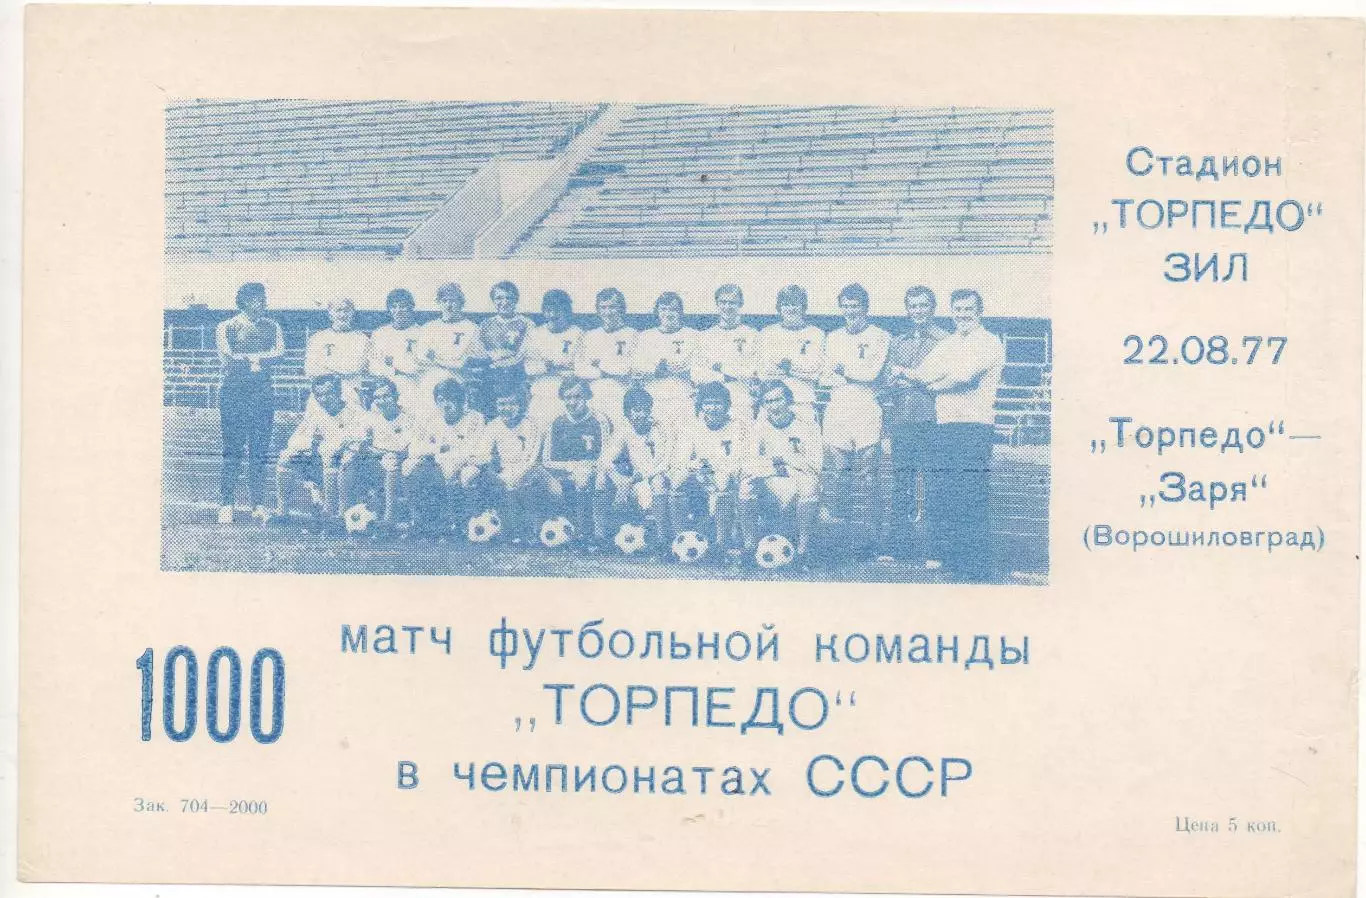 Стадион
„ТОРПЕДО“
ЗИЛ
22.08.77
„Торпедо“—
„Заря“
(Ворошиловград)
1000
матч футбольной команды
„ТОРПЕДО“
в чемпионатах СССР
Зак. 704—2000
Цена 5 коп.